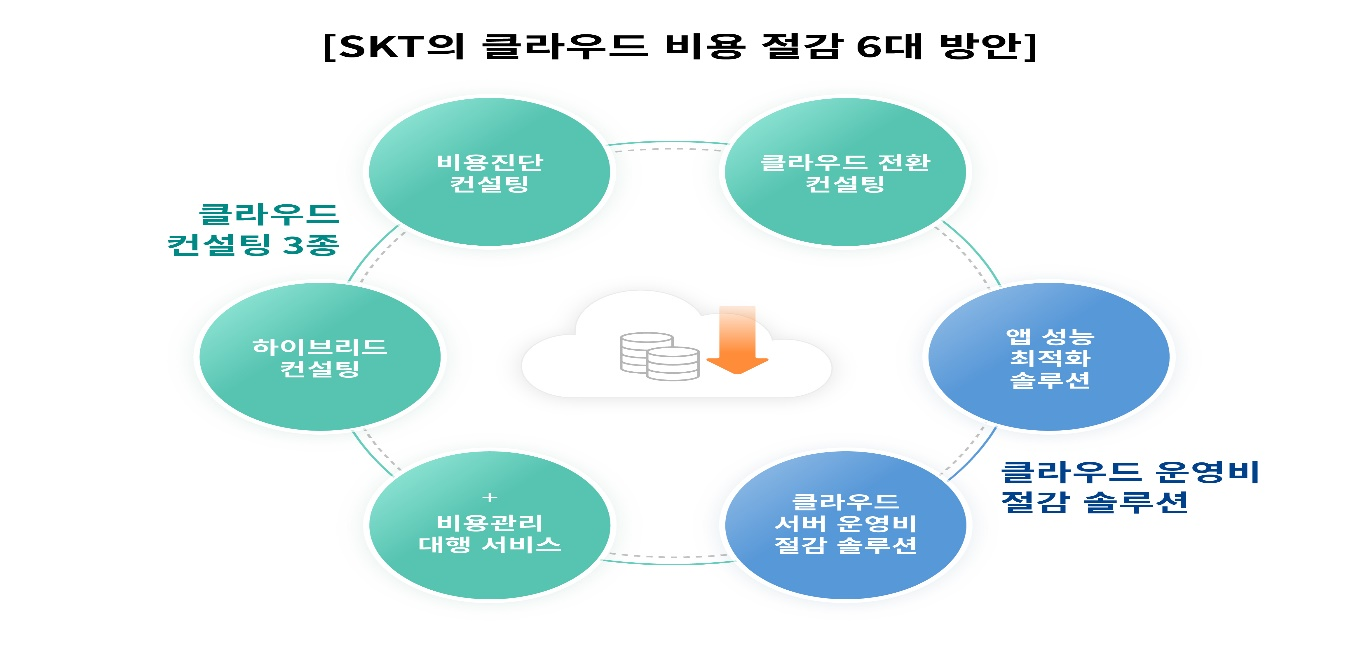 [SKT의 클라우드 비용 절감 6대 방안]
비용진단
컨설팅
클라우드 전환
컨설팅
클라우드
컨설팅 3종
하이브리드
컨설팅
앱 성능
최적화
솔루션
+
비용관리
대행 서비스
클라우드
서버 운영비
절감 솔루션
클라우드 운영비
절감 솔루션